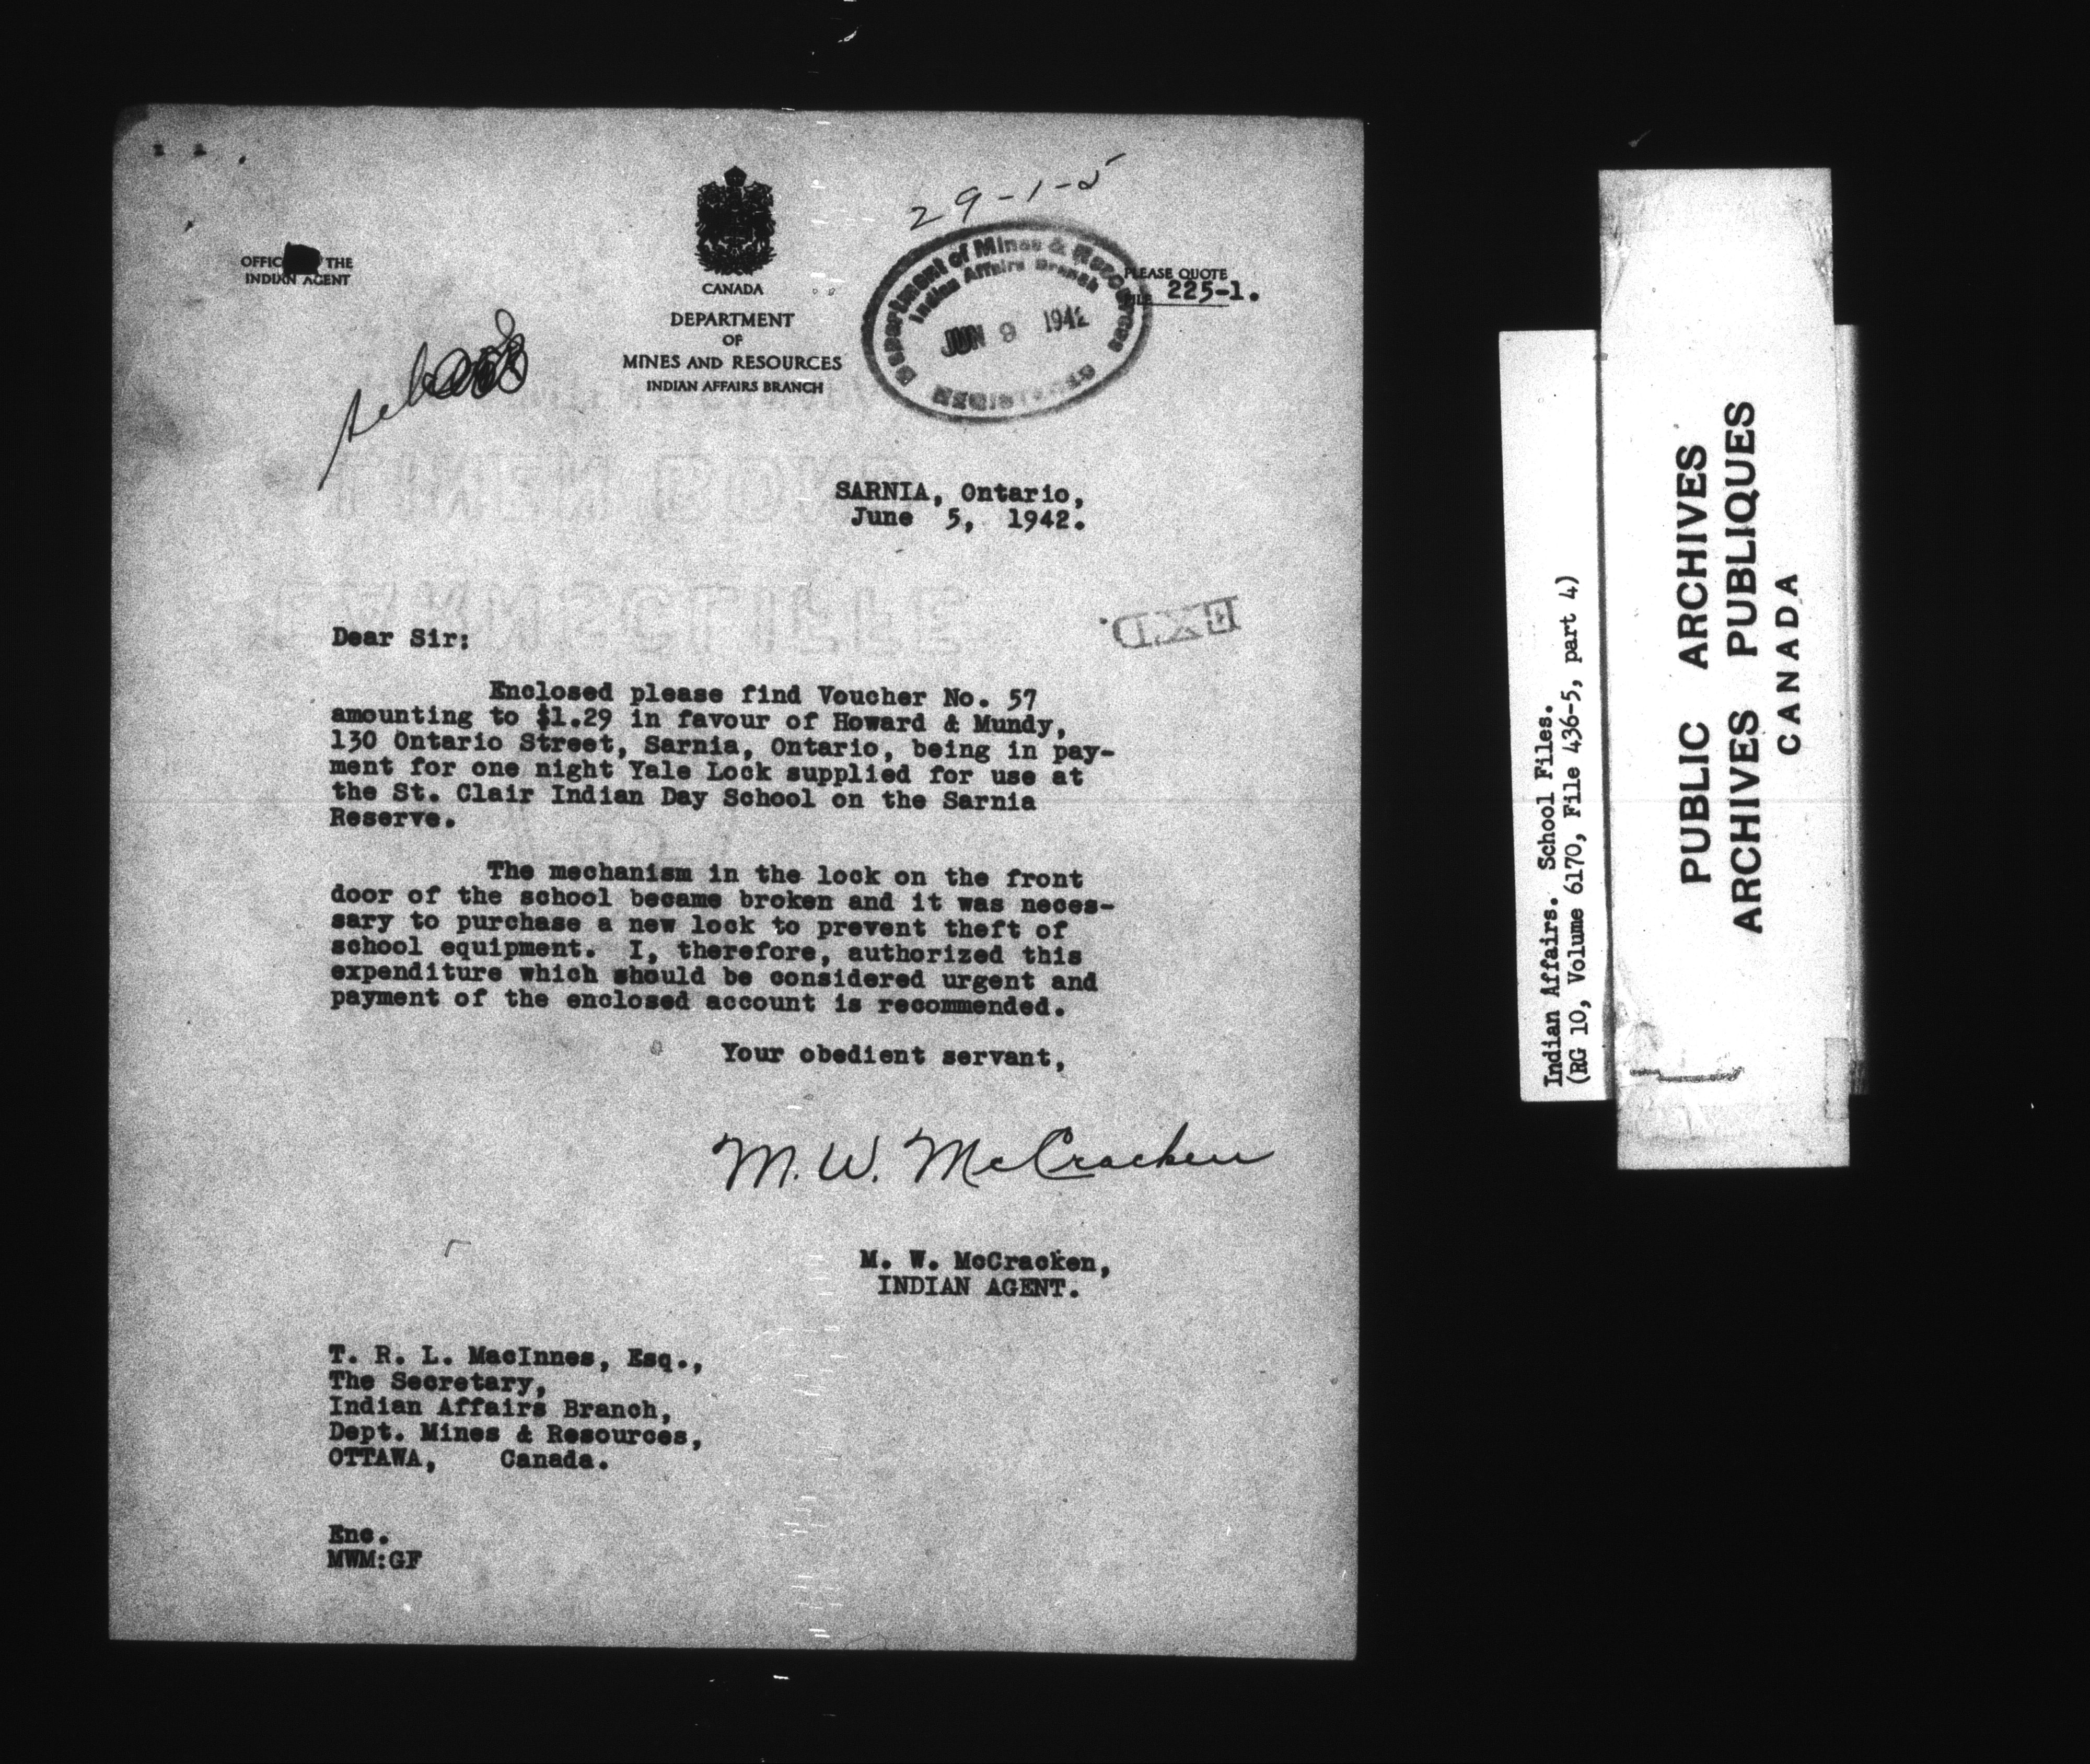 29-1-5
OFFICE OF THE
INDIAN AGENT
CANADA
DEPARTMENT
OF
MINES AND RESOURCES
INDIAN AFFAIRS BRANCH
Department of Mines & Resources
Indian Affairs Branch
JUN 9 1942
PLEASE QUOTE
FILE 225-1.
SARNIA, Ontario,
June 5, 1942.
EX.D.
Dear Sir:
Enclosed please find Voucher No. 57
amounting to $1.29 in favour of Howard & Mundy,
130 Ontario Street, Sarnia, Ontario, being in pay-
ment for one night Yale Lock supplied for use at
the St. Clair Indian Day School on the Sarnia
Reserve.
The mechanism in the lock on the front
door of the school became broken and it was neces-
sary to purchase a new lock to prevent theft of
school equipment. I, therefore, authorized this
expenditure which should be considered urgent and
payment of the enclosed account is recommended.
Your obedient servant,
M. W. McCracken
M. W. McCracken,
INDIAN AGENT.
T. R. L. MacInnes, Esq.,
The Secretary,
Indian Affairs Branch,
Dept. Mines & Resources,
OTTAWA, Canada.
Enc.
MWM:GF
Indian Affairs. School Files.
(RG 10, Volume 6170, File 436-5, part 4)
PUBLIC ARCHIVES
ARCHIVES PUBLIQUES
CANADA